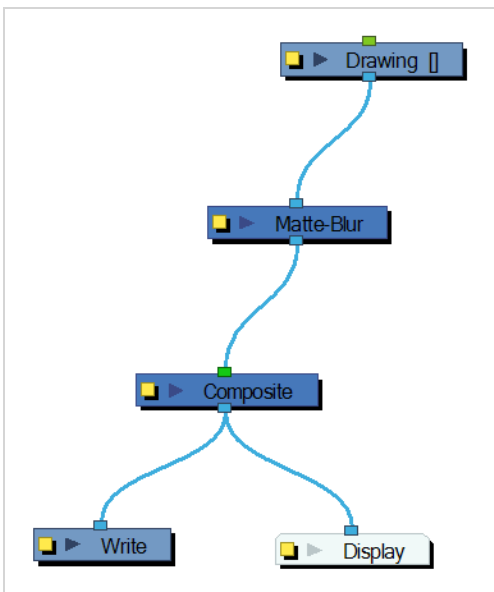 Drawing []
Matte-Blur
Composite
Write
Display